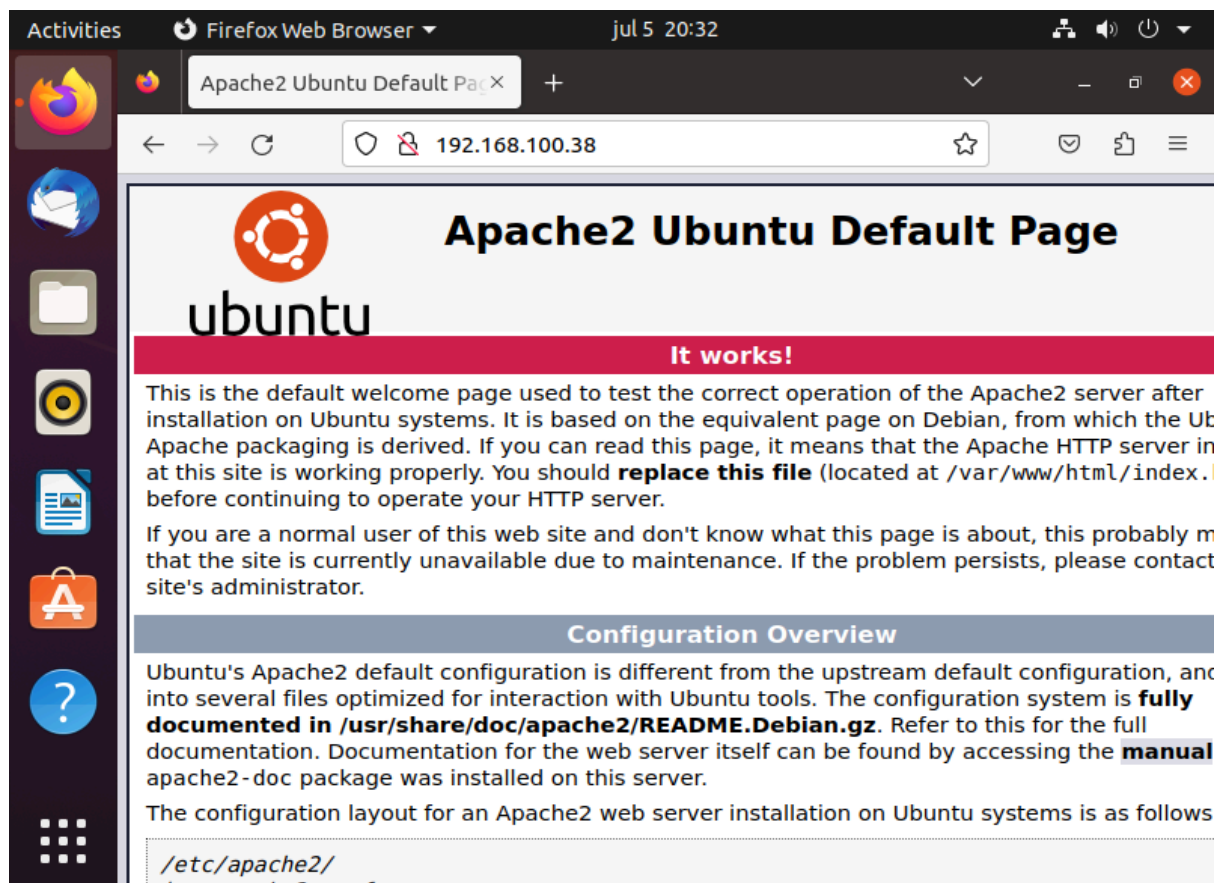 Activities Firefox Web Browser jul 5 20:32
Apache2 Ubuntu Default Pag
192.168.100.38
ubuntu
Apache2 Ubuntu Default Page
It works!
This is the default welcome page used to test the correct operation of the Apache2 server after
installation on Ubuntu systems. It is based on the equivalent page on Debian, from which the Ub
Apache packaging is derived. If you can read this page, it means that the Apache HTTP server in
at this site is working properly. You should replace this file (located at /var/www/html/index.
before continuing to operate your HTTP server.
If you are a normal user of this web site and don't know what this page is about, this probably m
that the site is currently unavailable due to maintenance. If the problem persists, please contact
site's administrator.
Configuration Overview
Ubuntu's Apache2 default configuration is different from the upstream default configuration, and
into several files optimized for interaction with Ubuntu tools. The configuration system is fully
documented in /usr/share/doc/apache2/README.Debian.gz. Refer to this for the full
documentation. Documentation for the web server itself can be found by accessing the manual
apache2-doc package was installed on this server.
The configuration layout for an Apache2 web server installation on Ubuntu systems is as follows
/etc/apache2/